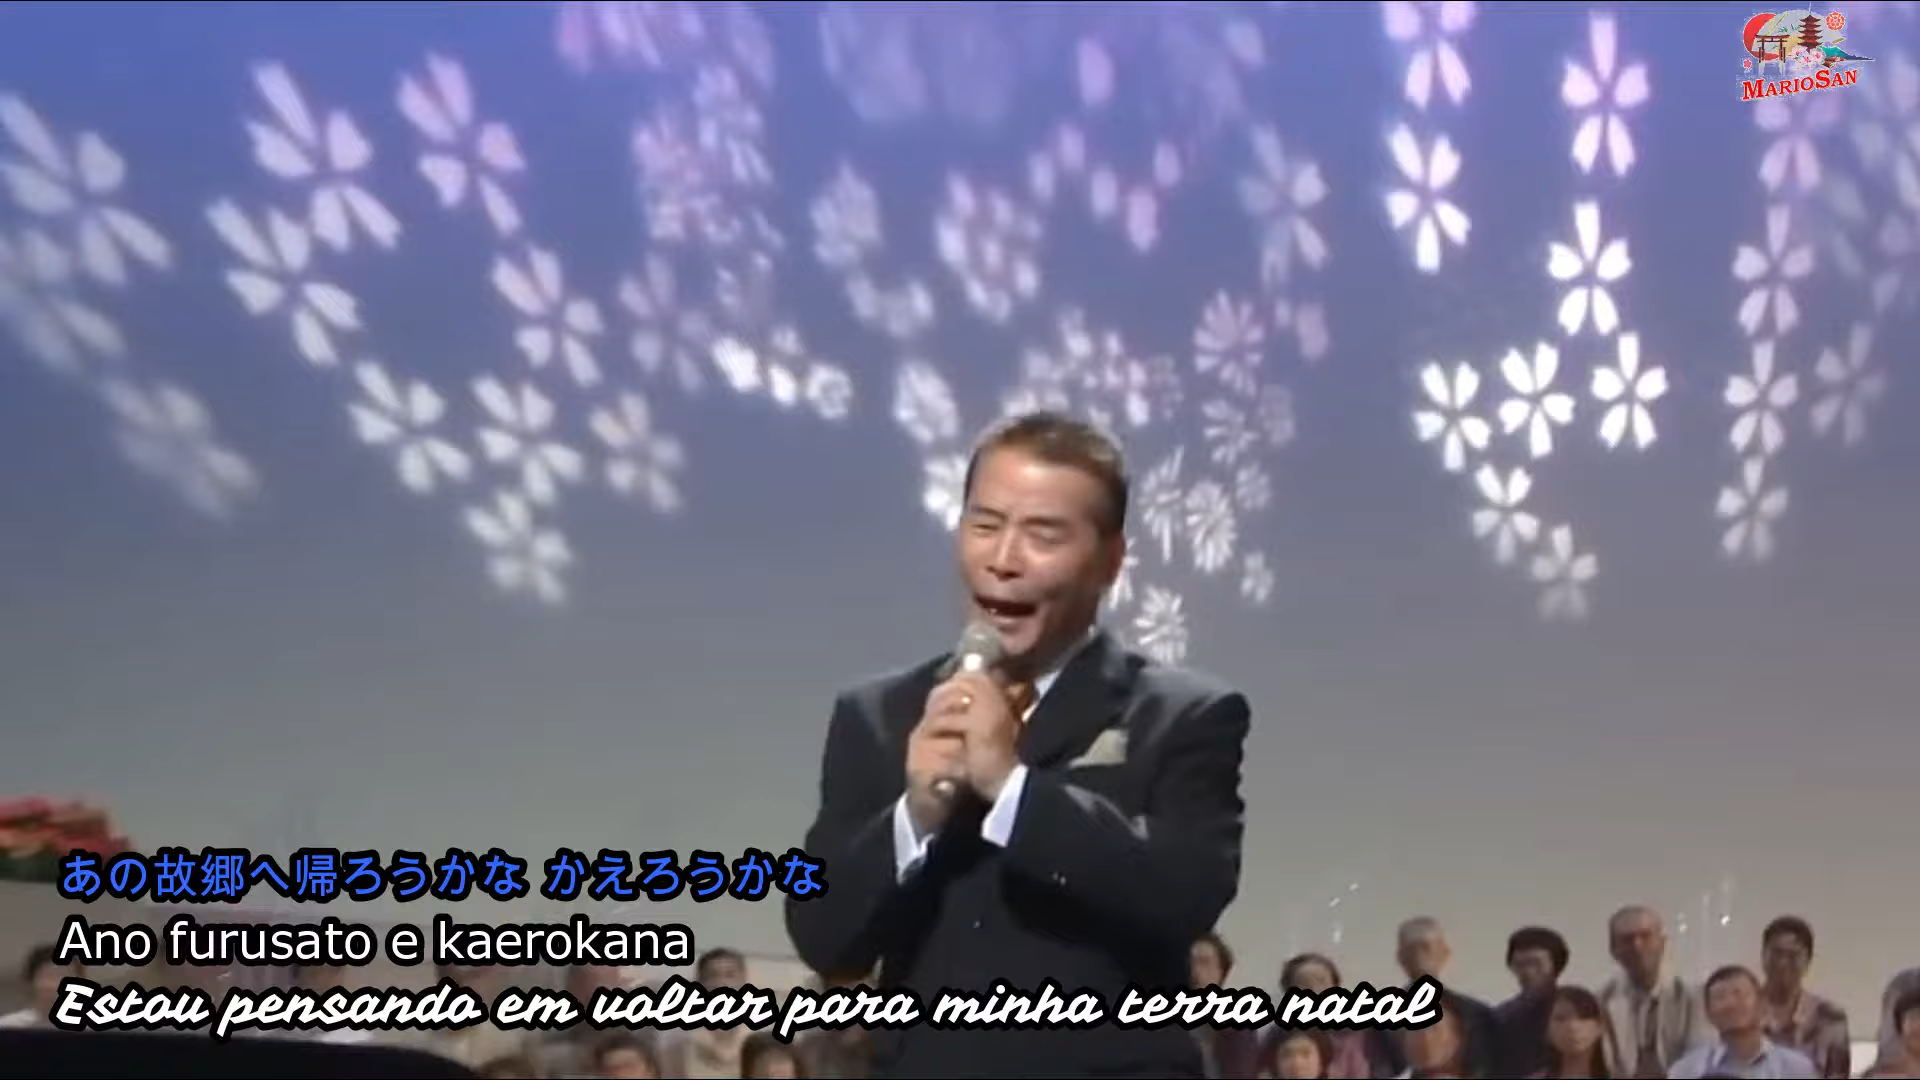 MARIOSAN
あの故郷へ帰ろうかな かえろうかな
Ano furusato e kaerokana
Estou pensando em voltar para minha terra natal